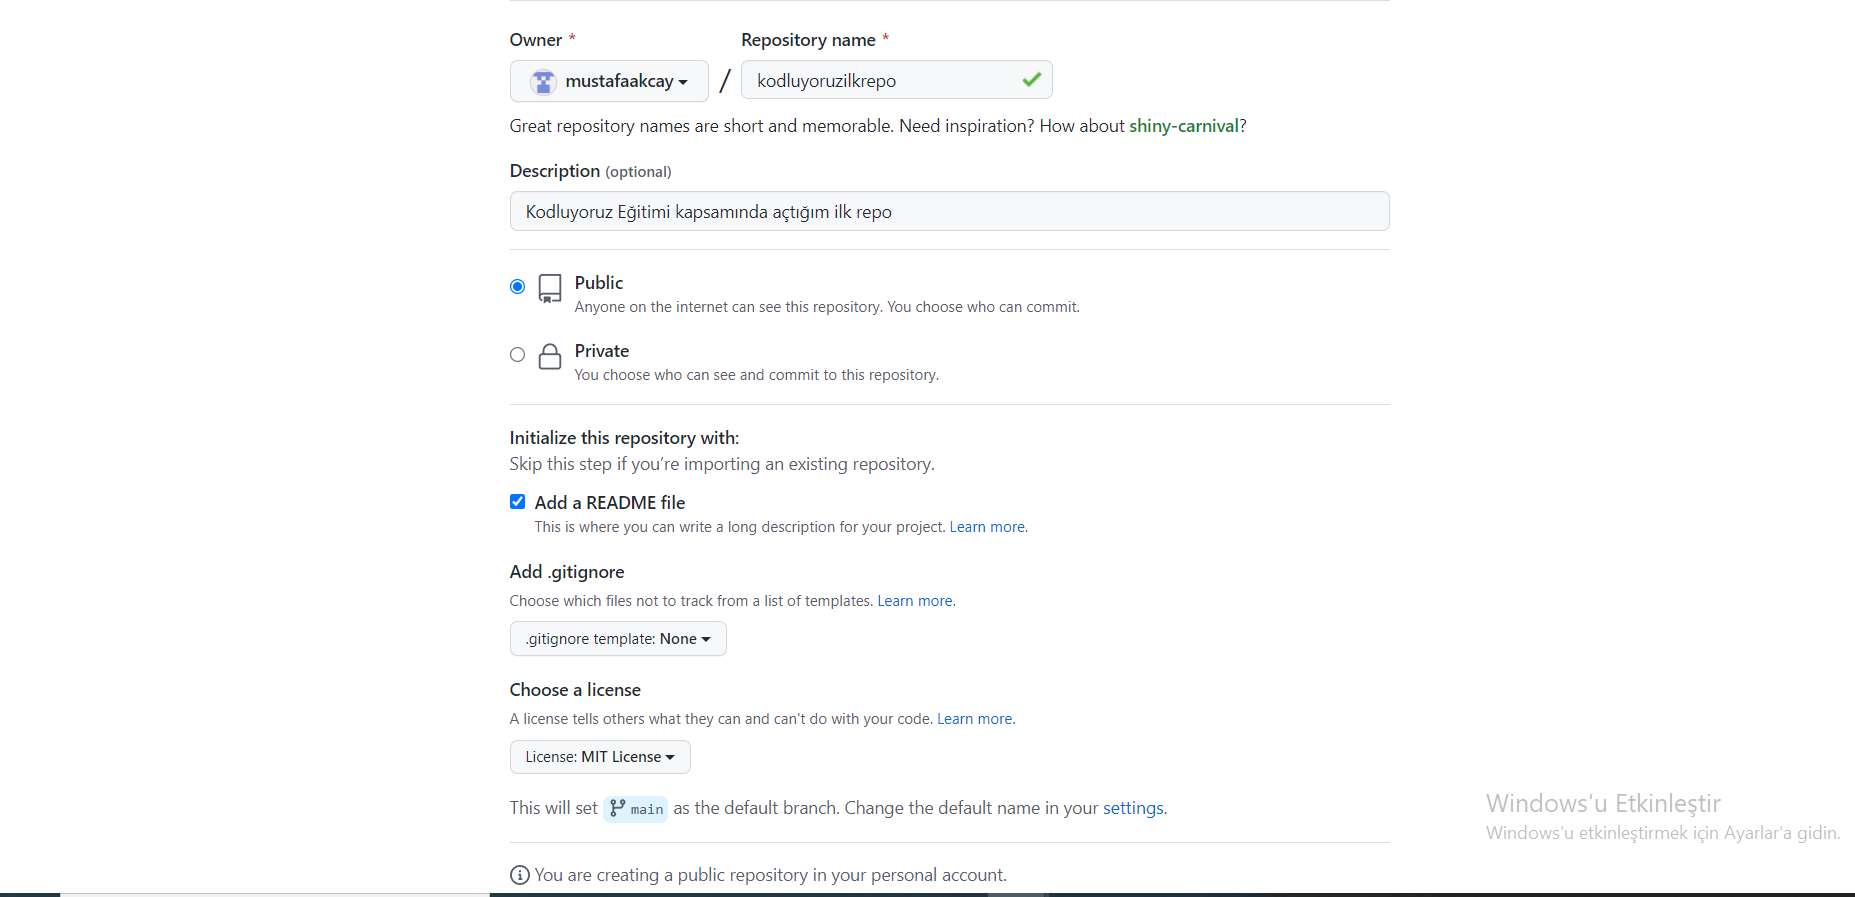 Owner *
Repository name *
mustafaakcay / kodluyoruzilkrepo
Great repository names are short and memorable. Need inspiration? How about shiny-carnival?
Description (optional)
Kodluyoruz Eğitimi kapsamında açtığım ilk repo
Public
Anyone on the internet can see this repository. You choose who can commit.
Private
You choose who can see and commit to this repository.
Initialize this repository with:
Skip this step if you’re importing an existing repository.
Add a README file
This is where you can write a long description for your project. Learn more.
Add .gitignore
Choose which files not to track from a list of templates. Learn more.
.gitignore template: None
Choose a license
A license tells others what they can and can't do with your code. Learn more.
License: MIT License
This will set main as the default branch. Change the default name in your settings.
You are creating a public repository in your personal account.
Windows'u Etkinleştir
Windows'u etkinleştirmek için Ayarlar'a gidin.